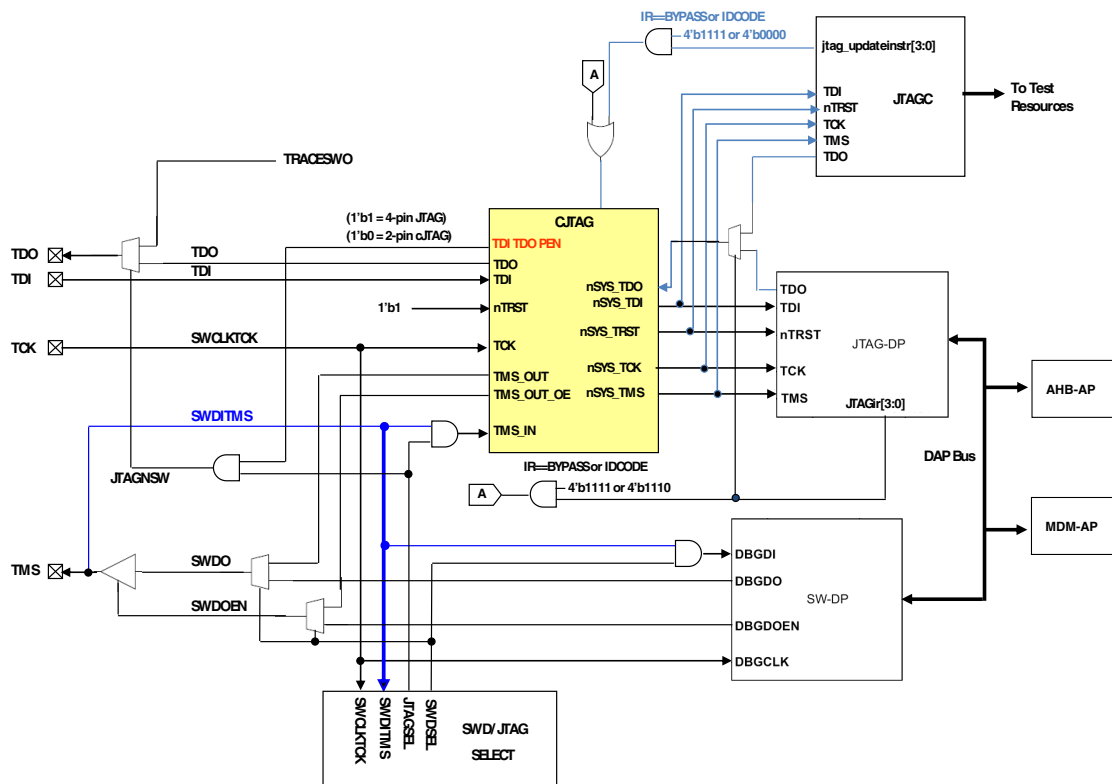 IR==BYPASS or IDCODE
4'b1111 or 4'b0000
jtag_updateinstr[3:0]
A
TDI
JTAGC
To Test
Resources
nTRST
TCK
TMS
TDO
TRACESWO
(1'b1 = 4-pin JTAG)
(1'b0 = 2-pin cJTAG)
CJTAG
TDI TDO PEN
TDO
TDO
TDO
TDI
TDI
TDI
nSYS_TDO
nSYS_TDI
TDO
TDI
1'b1
nTRST
nSYS_TRST
nTRST
JTAG-DP
TCK
SWCLKTCK
TCK
nSYS_TCK
TCK
TMS_OUT
TMS_OUT_OE
nSYS_TMS
TMS
JTAGir[3:0]
AHB-AP
SWDITMS
TMS_IN
DAP Bus
IR==BYPASS or IDCODE
4'b1111 or 4'b1110
A
JTAGNSW
MDM-AP
TMS
SWDO
DBGDI
DBGDO
SW-DP
SWDOEN
DBGDOEN
DBGCLK
SWCLKTCK
SWDITMS
JTAGSEL
SWDSEL
SWD/JTAG
SELECT